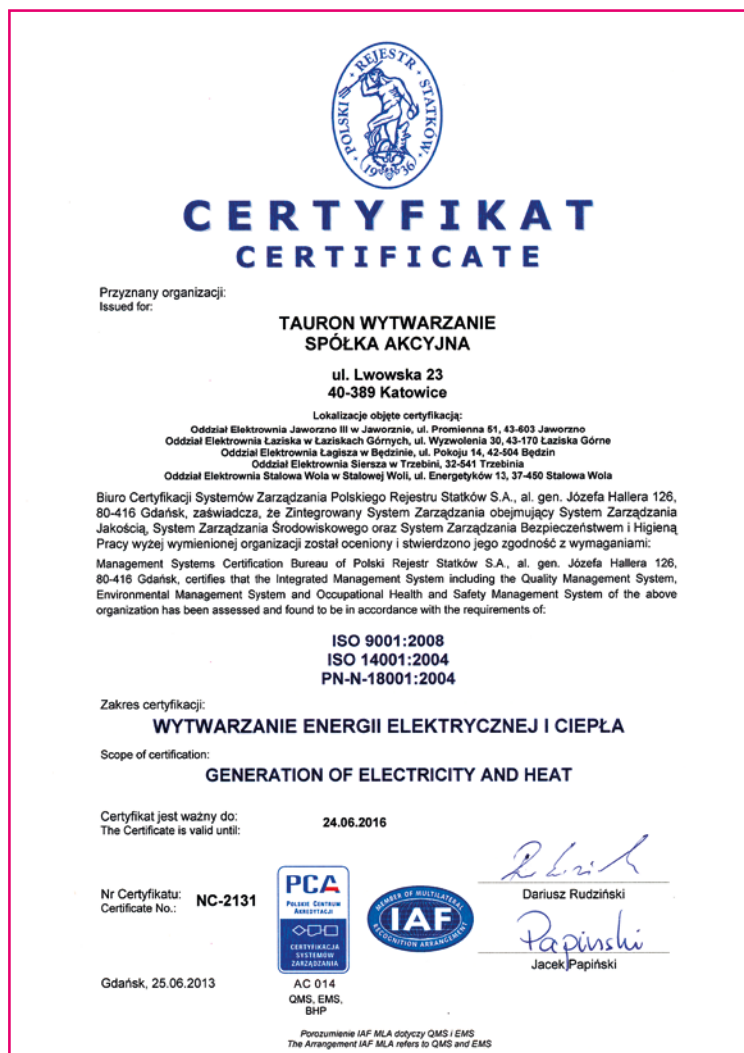 POLSKI · REJESTR · STATKÓW
1936
CERTYFIKAT
CERTIFICATE
Przyznany organizacji:
Issued for:
TAURON WYTWARZANIE
SPÓŁKA AKCYJNA
ul. Lwowska 23
40-389 Katowice
Lokalizacje objęte certyfikacją:
Oddział Elektrownia Jaworzno III w Jaworznie, ul. Promienna 51, 43-603 Jaworzno
Oddział Elektrownia Łaziska w Łaziskach Górnych, ul. Wyzwolenia 30, 43-170 Łaziska Górne
Oddział Elektrownia Łagisza w Będzinie, ul. Pokoju 14, 42-504 Będzin
Oddział Elektrownia Siersza w Trzebini, 32-541 Trzebinia
Oddział Elektrownia Stalowa Wola w Stalowej Woli, ul. Energetyków 13, 37-450 Stalowa Wola
Biuro Certyfikacji Systemów Zarządzania Polskiego Rejestru Statków S.A., al. gen. Józefa Hallera 126,
80-416 Gdańsk, zaświadcza, że Zintegrowany System Zarządzania obejmujący System Zarządzania
Jakością, System Zarządzania Środowiskowego oraz System Zarządzania Bezpieczeństwem i Higieną
Pracy wyżej wymienionej organizacji został oceniony i stwierdzono jego zgodność z wymaganiami:
Management Systems Certification Bureau of Polski Rejestr Statków S.A., al. gen. Józefa Hallera 126,
80-416 Gdańsk, certifies that the Integrated Management System including the Quality Management System,
Environmental Management System and Occupational Health and Safety Management System of the above
organization has been assessed and found to be in accordance with the requirements of:
ISO 9001:2008
ISO 14001:2004
PN-N-18001:2004
Zakres certyfikacji:
WYTWARZANIE ENERGII ELEKTRYCZNEJ I CIEPŁA
Scope of certification:
GENERATION OF ELECTRICITY AND HEAT
Certyfikat jest ważny do:
The Certificate is valid until:
24.06.2016
Nr Certyfikatu:
Certificate No.:
NC-2131
PCA
POLSKIE CENTRUM
AKREDYTACJI
CERTYFIKACJA
SYSTEMÓW
ZARZĄDZANIA
AC 014
QMS, EMS,
BHP
MEMBER OF MULTILATERAL
IAF
RECOGNITION ARRANGEMENT
Dariusz Rudziński
Papiński
Jacek Papiński
Gdańsk, 25.06.2013
Porozumienie IAF MLA dotyczy QMS i EMS
The Arrangement IAF MLA refers to QMS and EMS